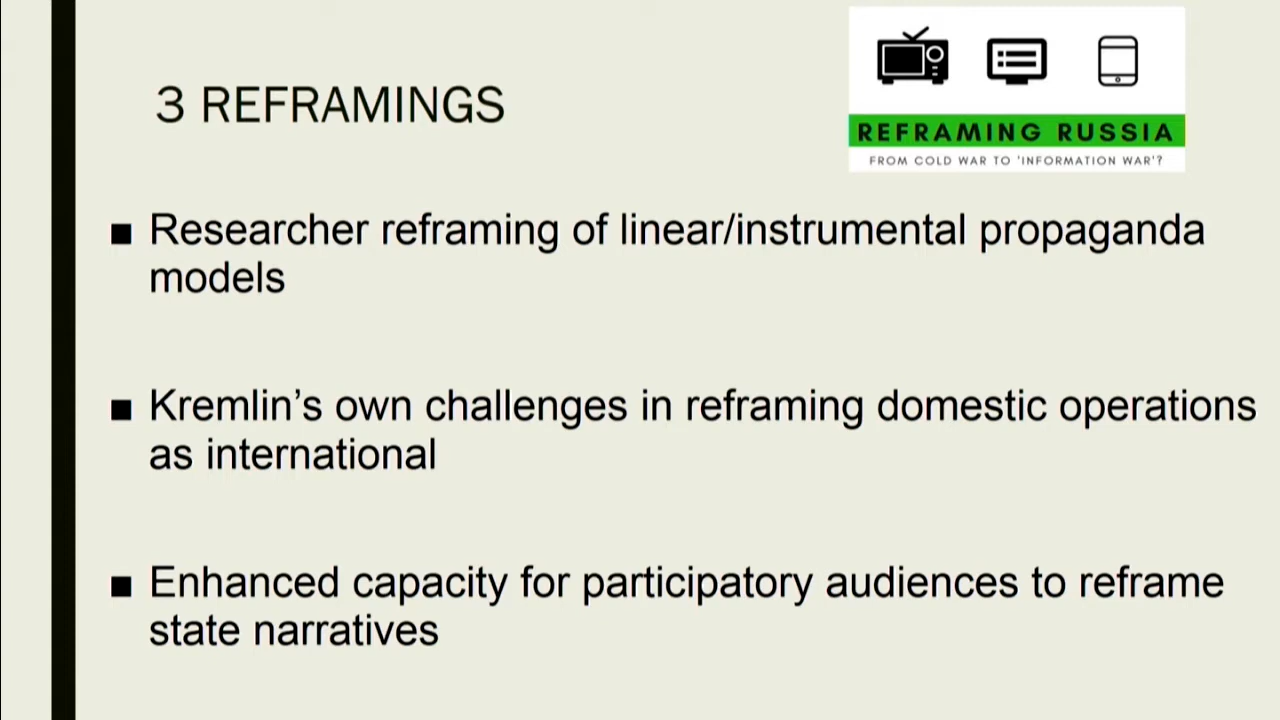 3 REFRAMINGS
REFRAMING RUSSIA
FROM COLD WAR TO 'INFORMATION WAR'?
■ Researcher reframing of linear/instrumental propaganda
models
■ Kremlin’s own challenges in reframing domestic operations
as international
■ Enhanced capacity for participatory audiences to reframe
state narratives